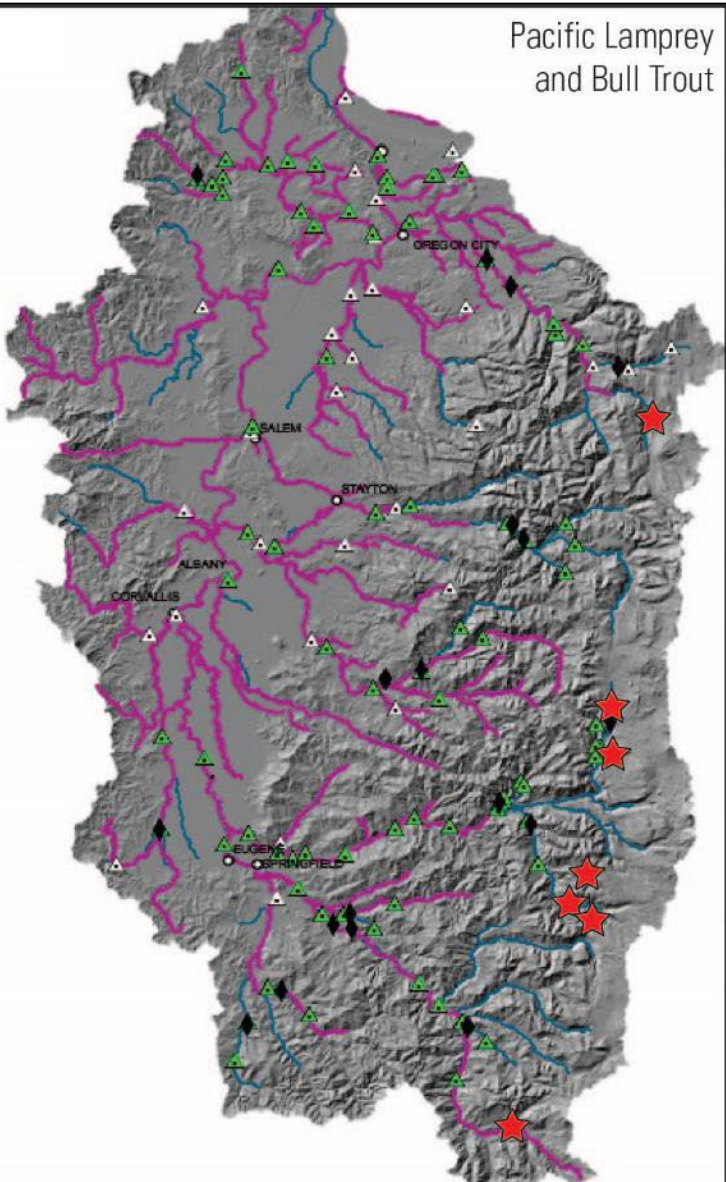 Pacific Lamprey
and Bull Trout
OREGON CITY
SALEM
STAYTON
ALBANY
CORVALLIS
EUGENE
SPRINGFIELD